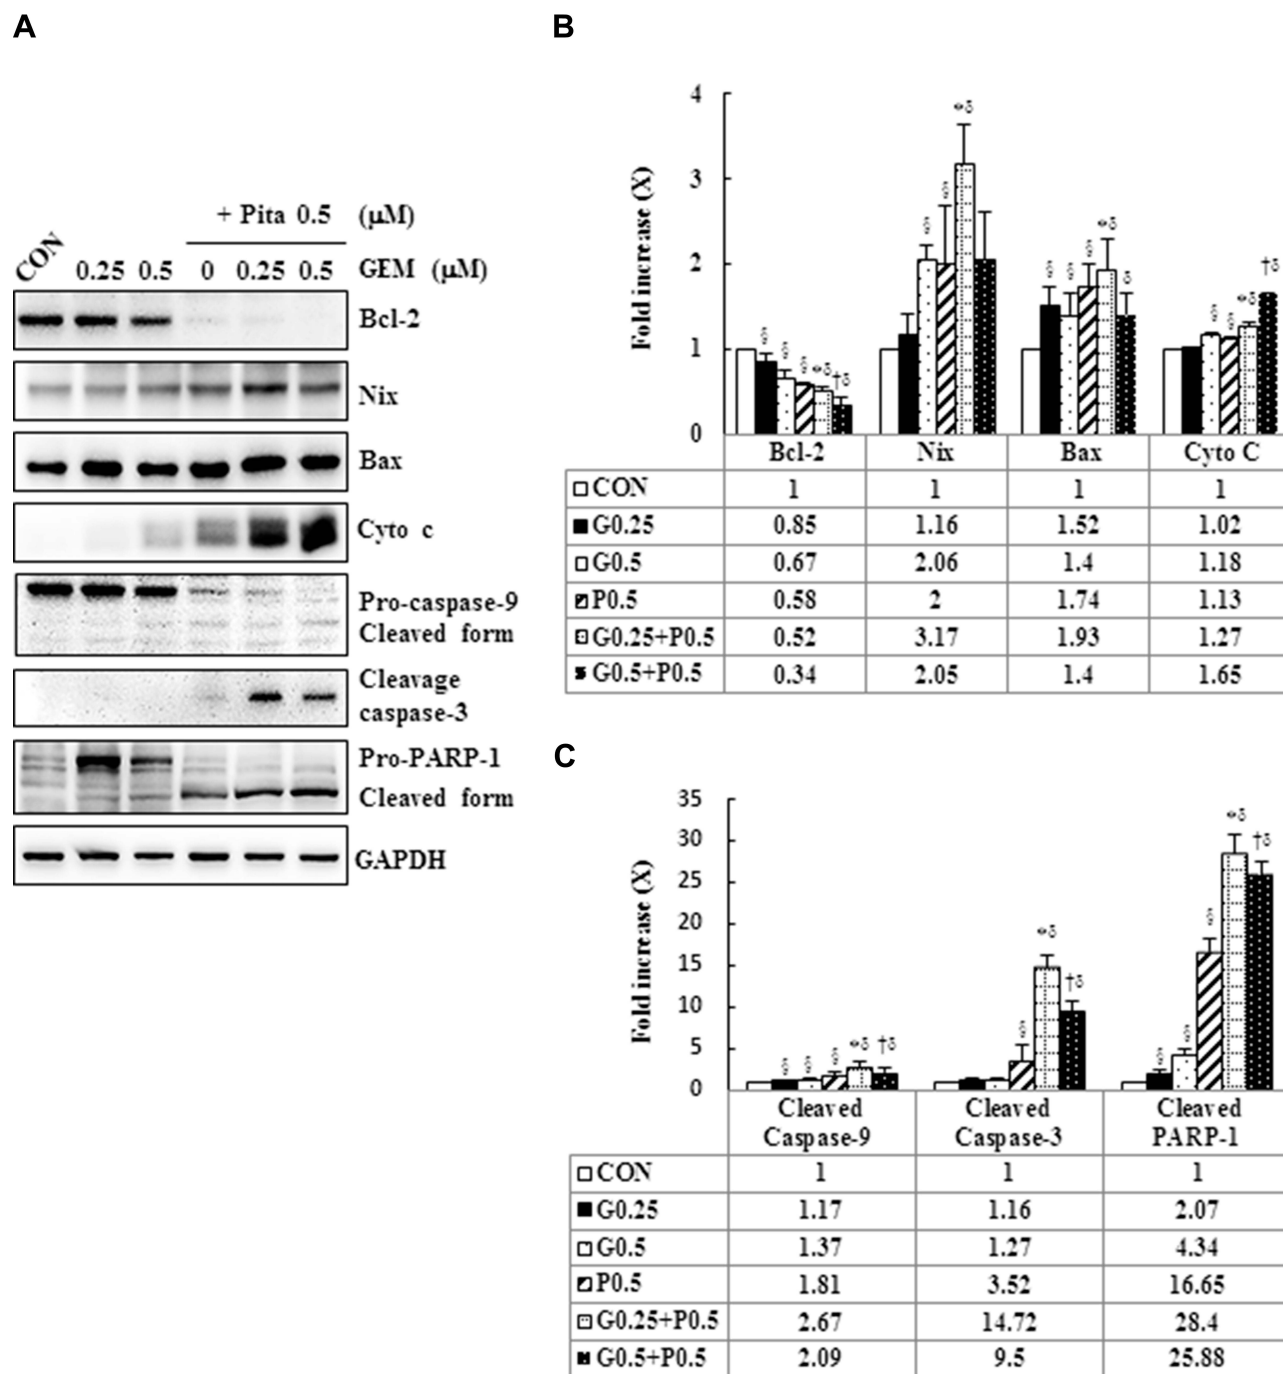 A
+ Pita 0.5 (μM)
CON 0.25 0.5 0 0.25 0.5 GEM (μM)
Bcl-2
Nix
Bax
Cyto c
Pro-caspase-9
Cleaved form
Cleavage
caspase-3
Pro-PARP-1
Cleaved form
GAPDH
B
Fold increase (X)
4
3
2
1
0
*δ
*δ
*δ
†δ
δ
*δ
†δ
Bcl-2 Nix Bax Cyto C
CON 1 1 1 1
G0.25 0.85 1.16 1.52 1.02
G0.5 0.67 2.06 1.4 1.18
P0.5 0.58 2 1.74 1.13
G0.25+P0.5 0.52 3.17 1.93 1.27
G0.5+P0.5 0.34 2.05 1.4 1.65
C
Fold increase (X)
35
30
25
20
15
10
5
0
*δ
†δ
*δ
†δ
*δ
†δ
Cleaved Cleaved Cleaved
Caspase-9 Caspase-3 PARP-1
CON 1 1 1
G0.25 1.17 1.16 2.07
G0.5 1.37 1.27 4.34
P0.5 1.81 3.52 16.65
G0.25+P0.5 2.67 14.72 28.4
G0.5+P0.5 2.09 9.5 25.88